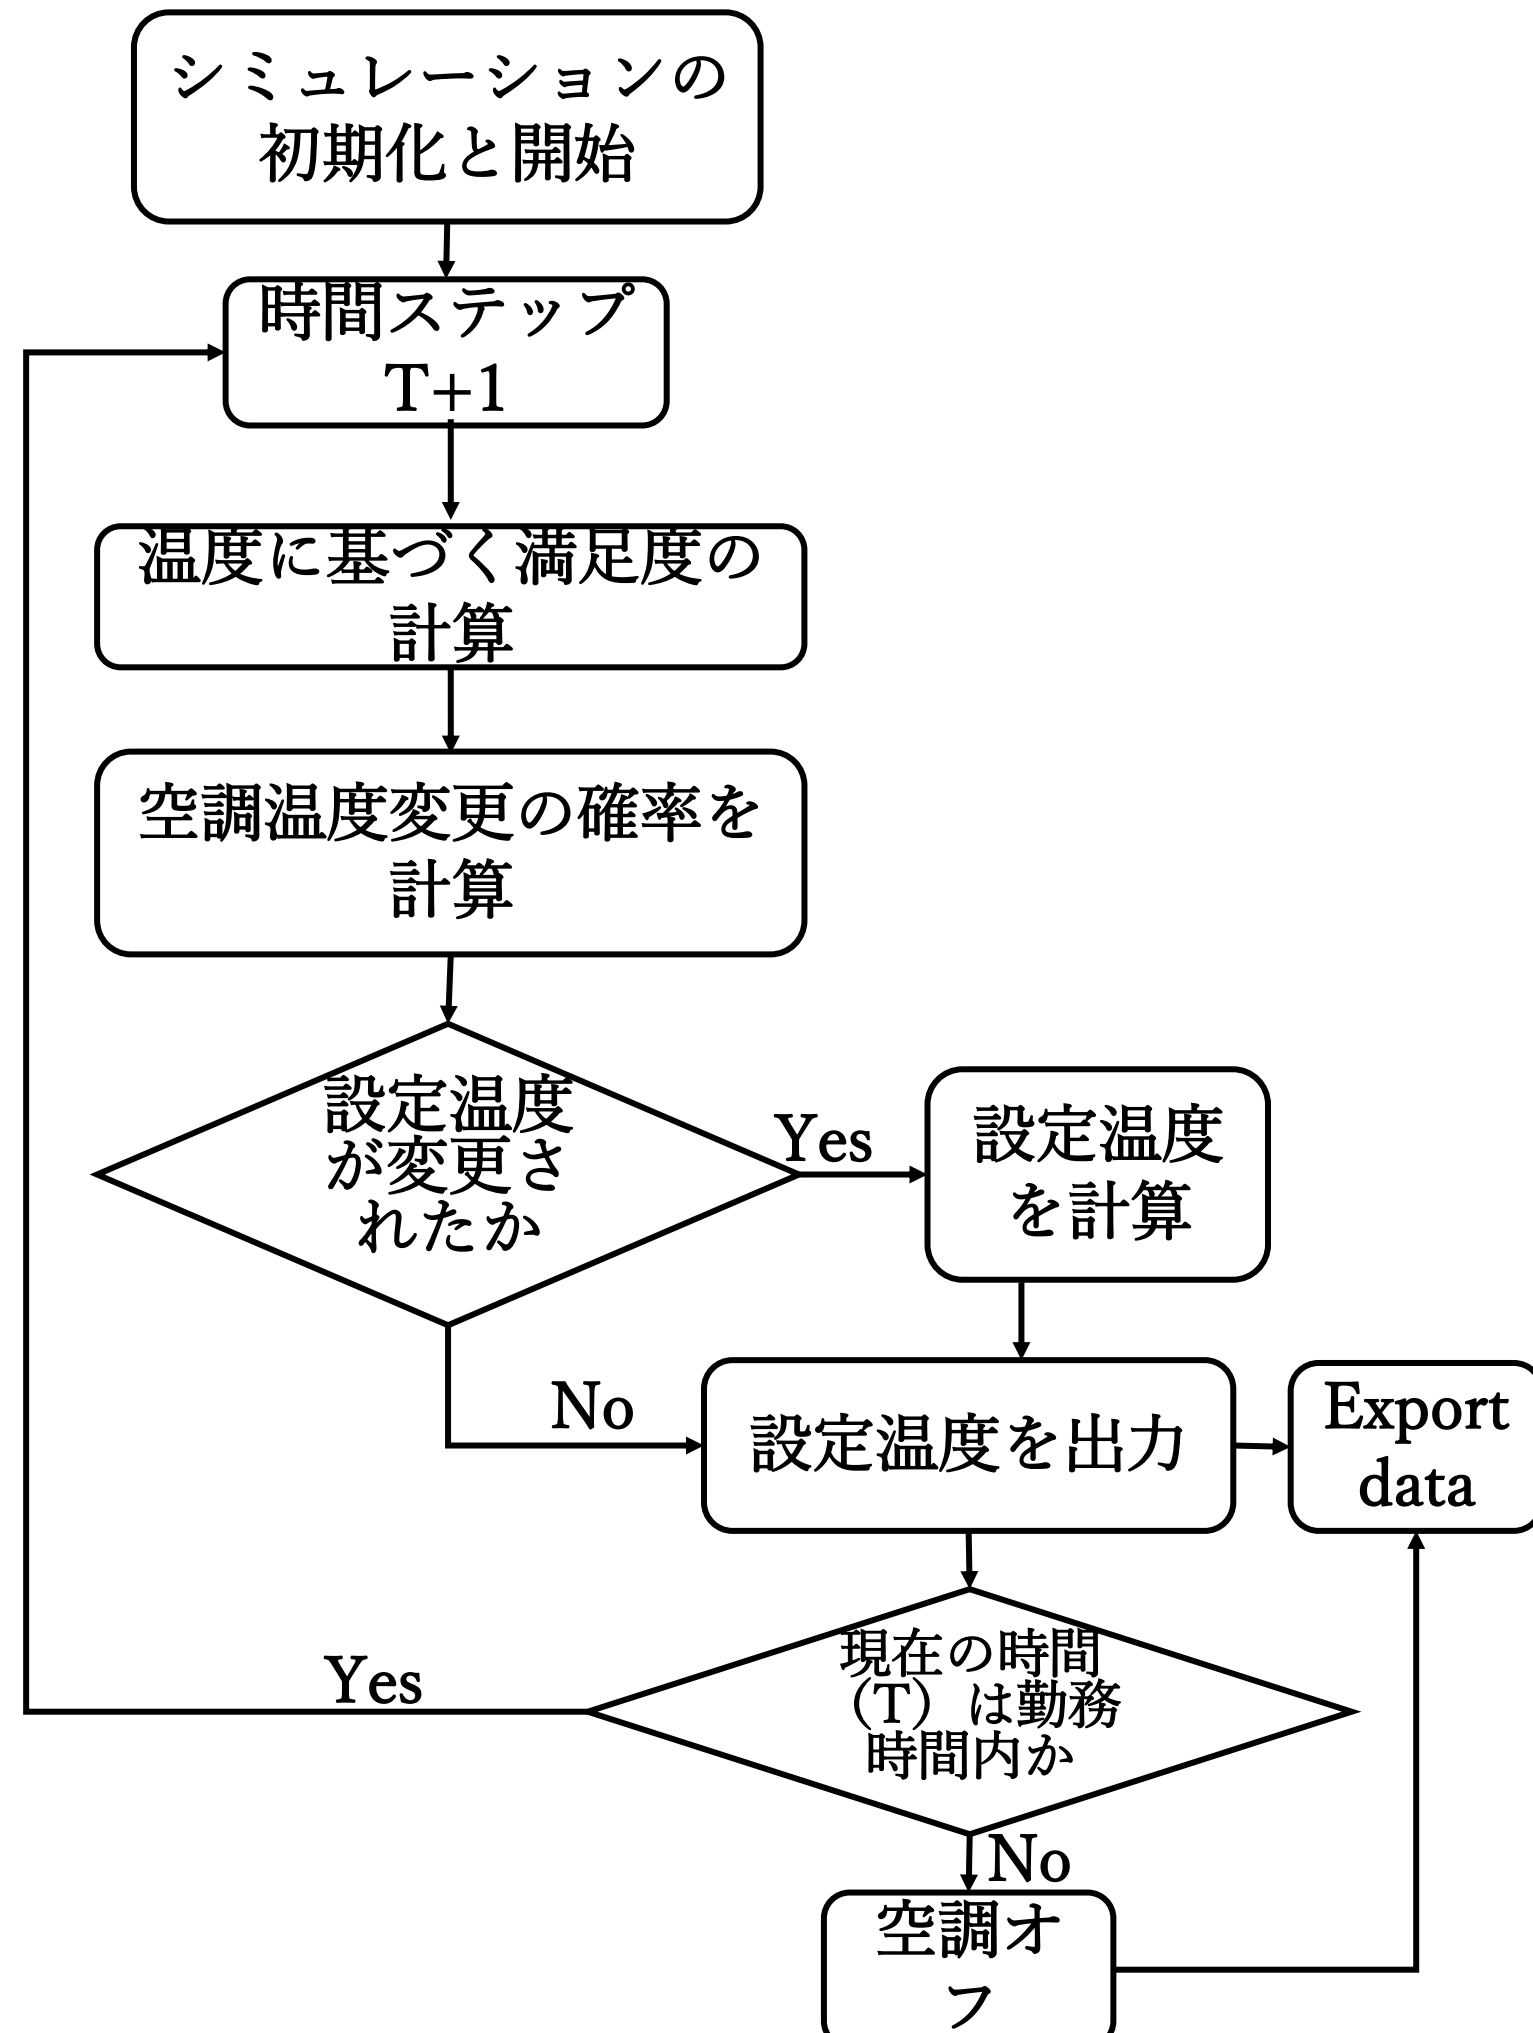 シミュレーションの
初期化と開始
時間ステップ
T+1
温度に基づく満足度の
計算
空調温度変更の確率を
計算
設定温度
が変更さ
れたか
Yes
設定温度
を計算
No
設定温度を出力
Export
data
現在の時間
（T）は勤務
時間内か
Yes
No
空調オ
フ